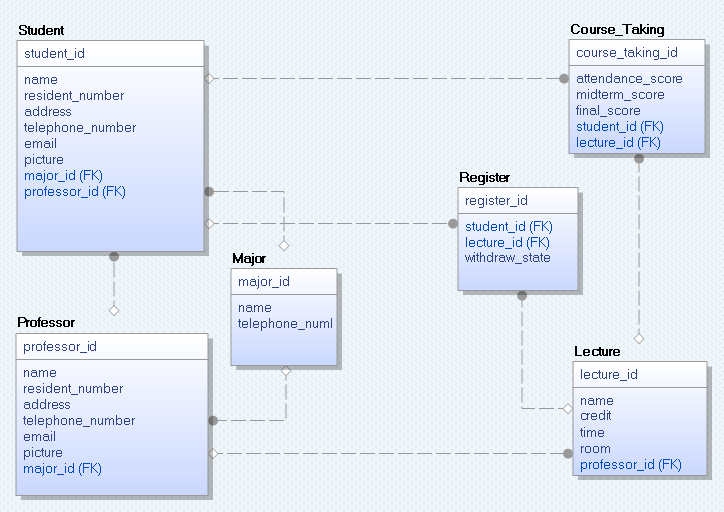 Student
student_id
name
resident_number
address
telephone_number
email
picture
major_id (FK)
professor_id (FK)
Course_Taking
course_taking_id
attendance_score
midterm_score
final_score
student_id (FK)
lecture_id (FK)
Register
register_id
student_id (FK)
lecture_id (FK)
withdraw_state
Major
major_id
name
telephone_numl
Professor
professor_id
name
resident_number
address
telephone_number
email
picture
major_id (FK)
Lecture
lecture_id
name
credit
time
room
professor_id (FK)